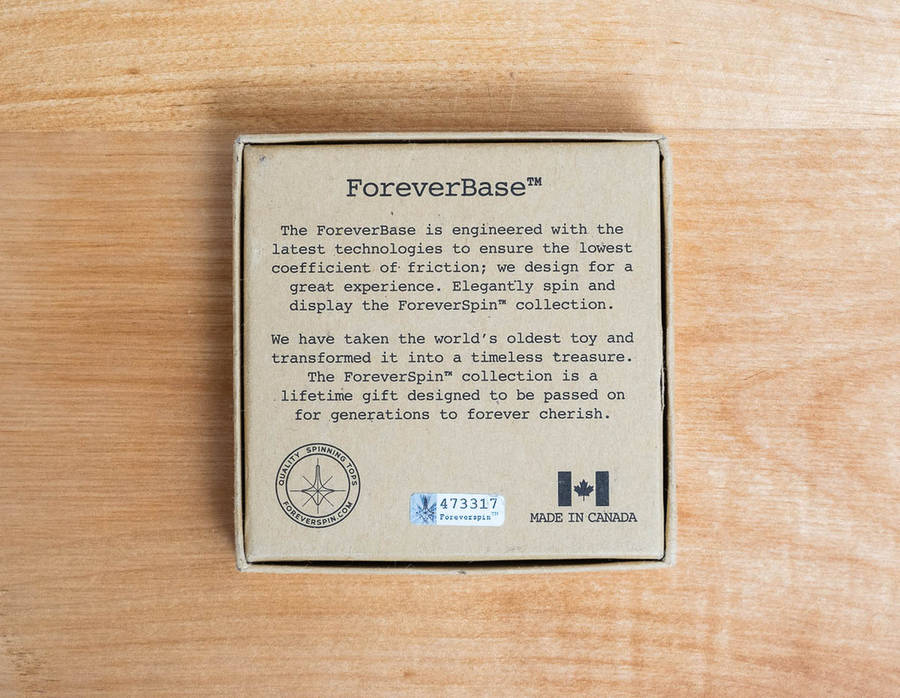 ForeverBase™
The ForeverBase is engineered with the
latest technologies to ensure the lowest
coefficient of friction; we design for a
great experience. Elegantly spin and
display the ForeverSpin™ collection.
We have taken the world's oldest toy and
transformed it into a timeless treasure.
The ForeverSpin™ collection is a
lifetime gift designed to be passed on
for generations to forever cherish.
QUALITY SPINNING TOPS
FOREVERSPIN.COM
473317
Foreverspin™
MADE IN CANADA